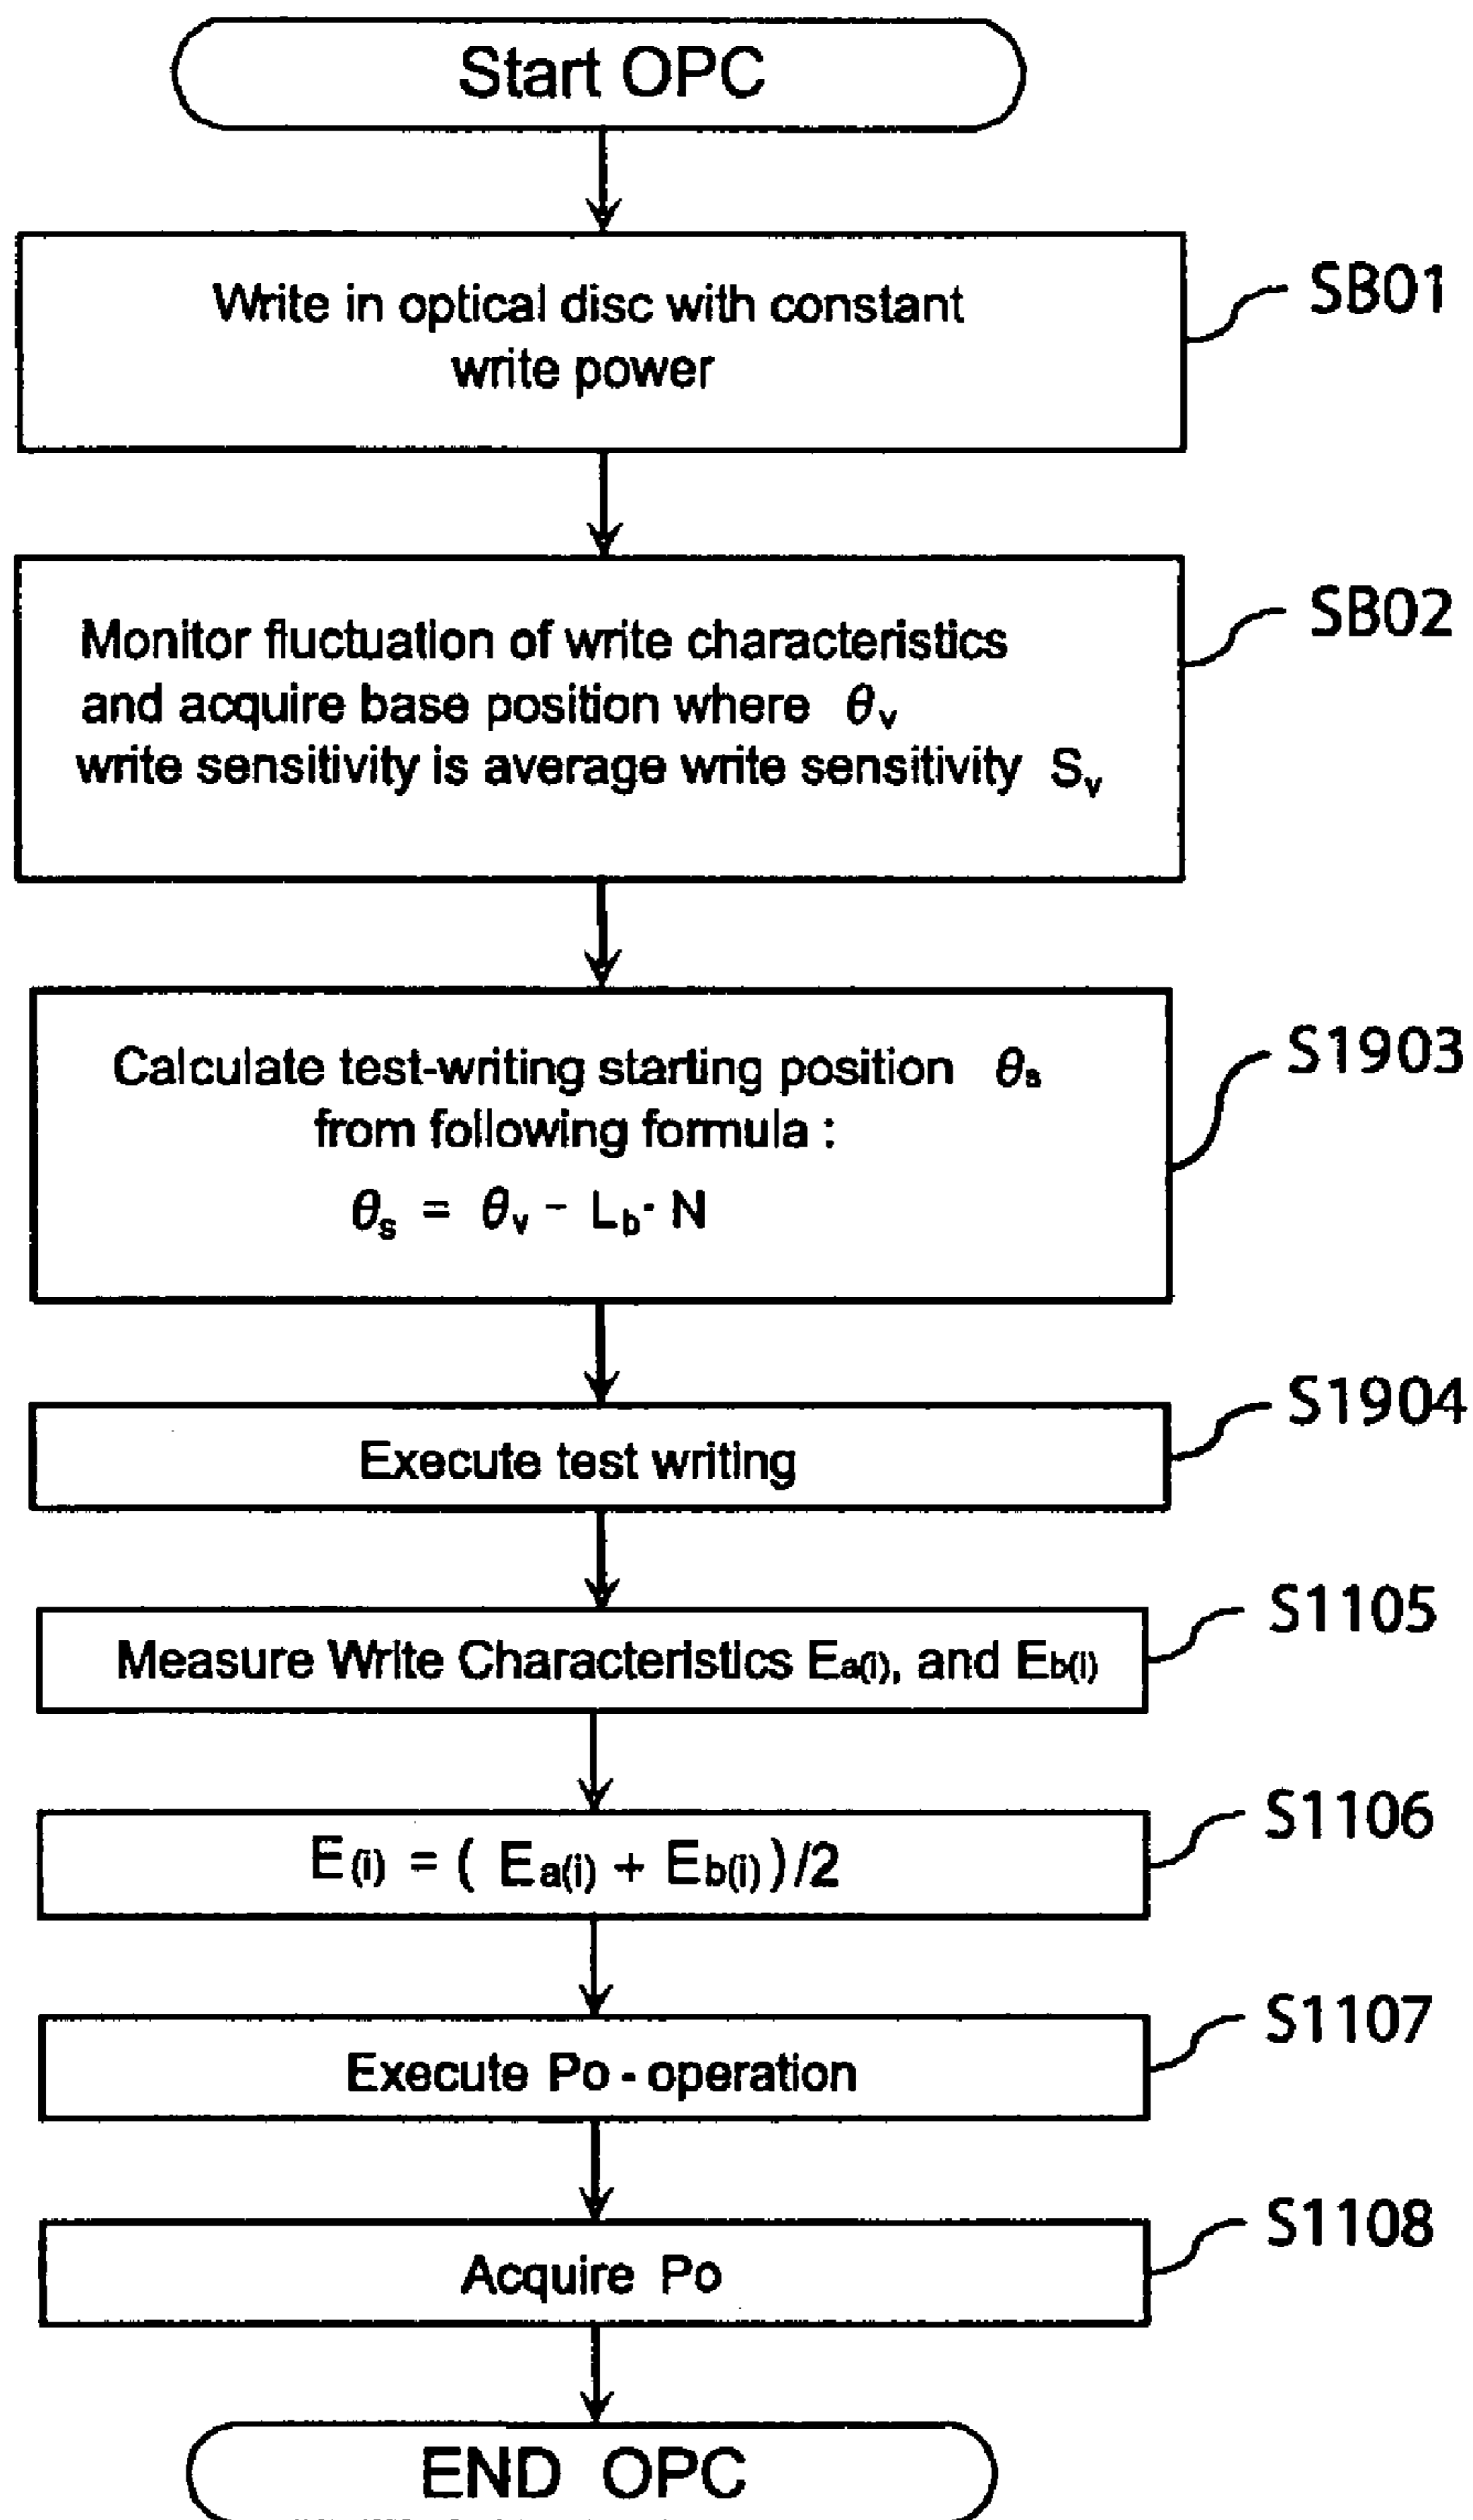 Start OPC
Write in optical disc with constant
write power
SB01
Monitor fluctuation of write characteristics
and acquire base position where θv
write sensitivity is average write sensitivity Sv
SB02
Calculate test-writing starting position θs
from following formula :
θs = θv - Lb· N
S1903
Execute test writing
S1904
Measure Write Characteristics Ea(i), and Eb(i)
S1105
E(i) = ( Ea(i) + Eb(i) )/2
S1106
Execute Po - operation
S1107
Acquire Po
S1108
END OPC